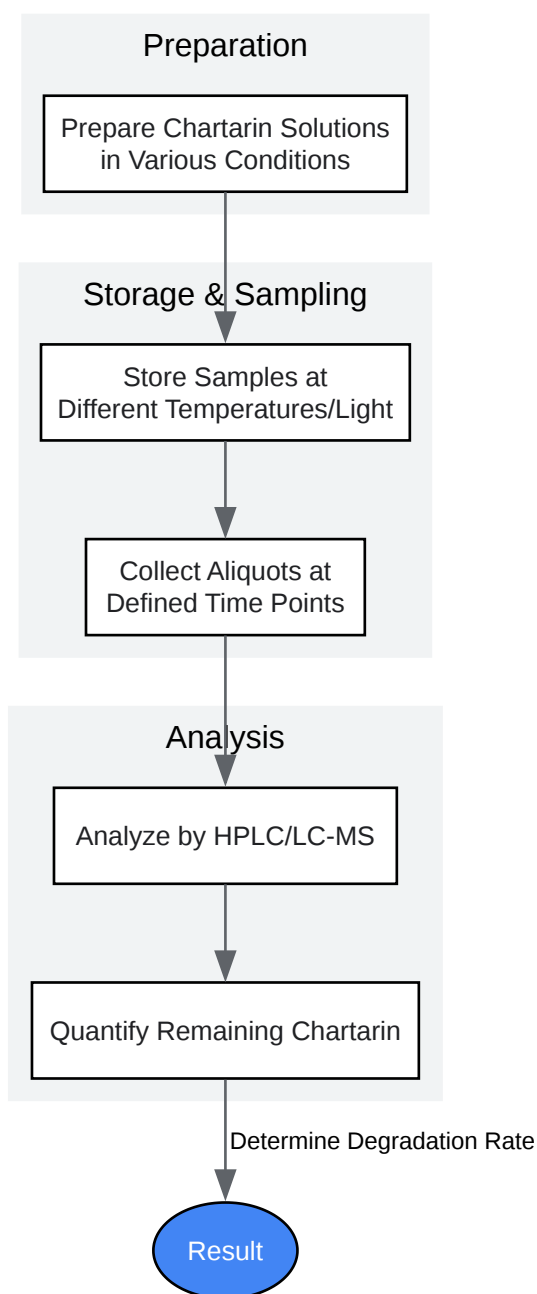 Preparation
Prepare Chartarin Solutions
in Various Conditions
Storage & Sampling
Store Samples at
Different Temperatures/Light
Collect Aliquots at
Defined Time Points
Analysis
Analyze by HPLC/LC-MS
Quantify Remaining Chartarin
Determine Degradation Rate
Result